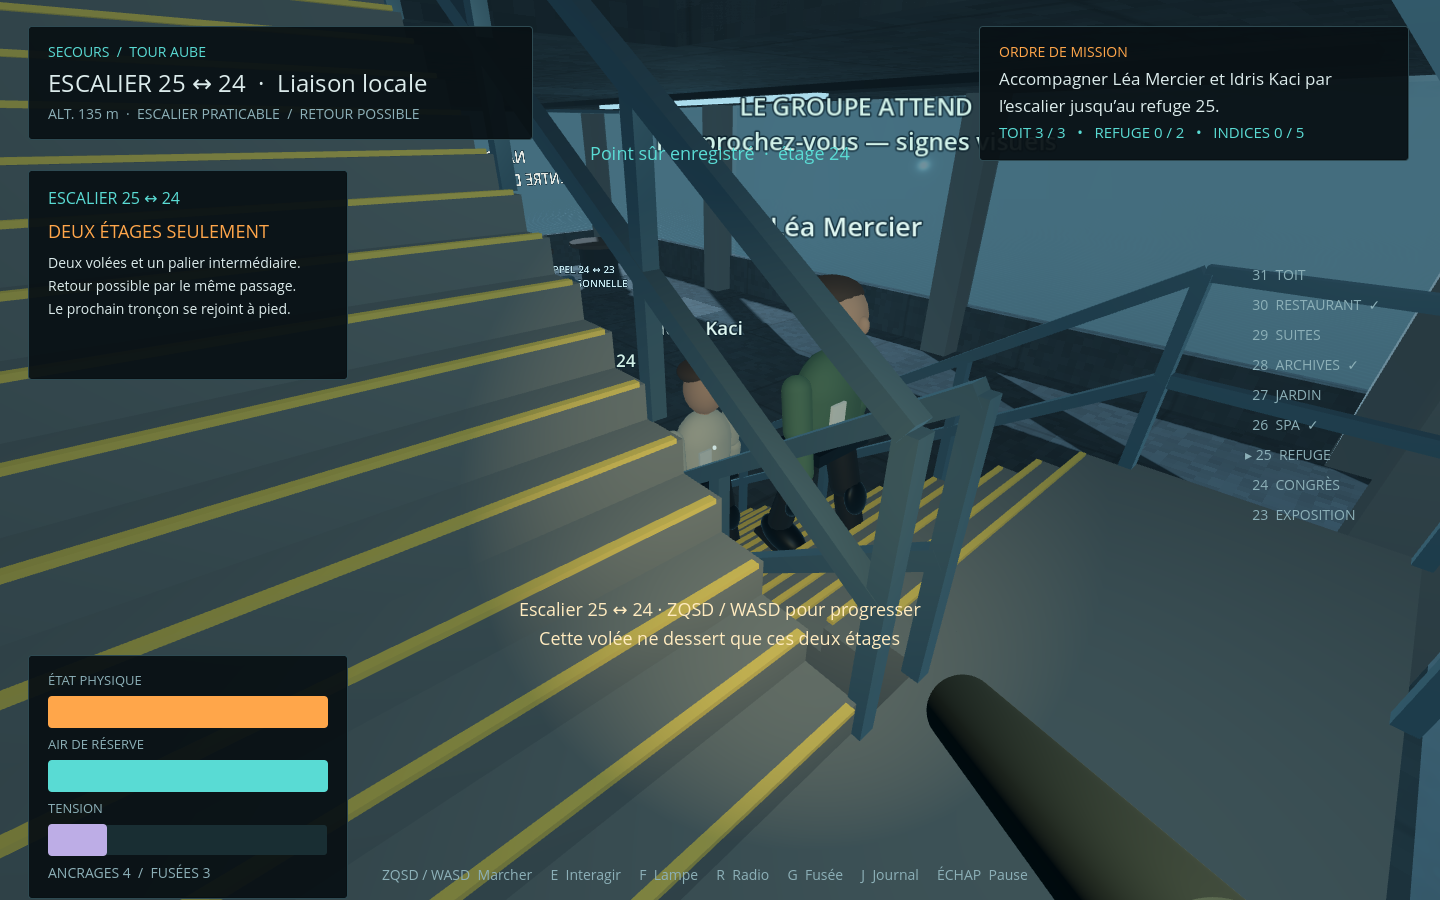 SECOURS / TOUR AUBE
ESCALIER 25 ↔ 24 · Liaison locale
ALT. 135 m · ESCALIER PRATICABLE / RETOUR POSSIBLE
ORDRE DE MISSION
Accompagner Léa Mercier et Idris Kaci par
l’escalier jusqu’au refuge 25.
TOIT 3 / 3 • REFUGE 0 / 2 • INDICES 0 / 5
LE GROUPE ATTEND
— signes visuels
Point sûr enregistré · étage 24
ESCALIER 25 ↔ 24
DEUX ÉTAGES SEULEMENT
Deux volées et un palier intermédiaire.
Retour possible par le même passage.
Le prochain tronçon se rejoint à pied.
Léa Mercier
24 ↔ 23
Kaci
24
31 TOIT
30 RESTAURANT ✓
29 SUITES
28 ARCHIVES ✓
27 JARDIN
26 SPA ✓
▸ 25 REFUGE
24 CONGRÈS
23 EXPOSITION
Escalier 25 ↔ 24 · ZQSD / WASD pour progresser
Cette volée ne dessert que ces deux étages
ÉTAT PHYSIQUE
AIR DE RÉSERVE
TENSION
ANCRAGES 4 / FUSÉES 3
ZQSD / WASD Marcher E Interagir F Lampe R Radio G Fusée J Journal ÉCHAP Pause